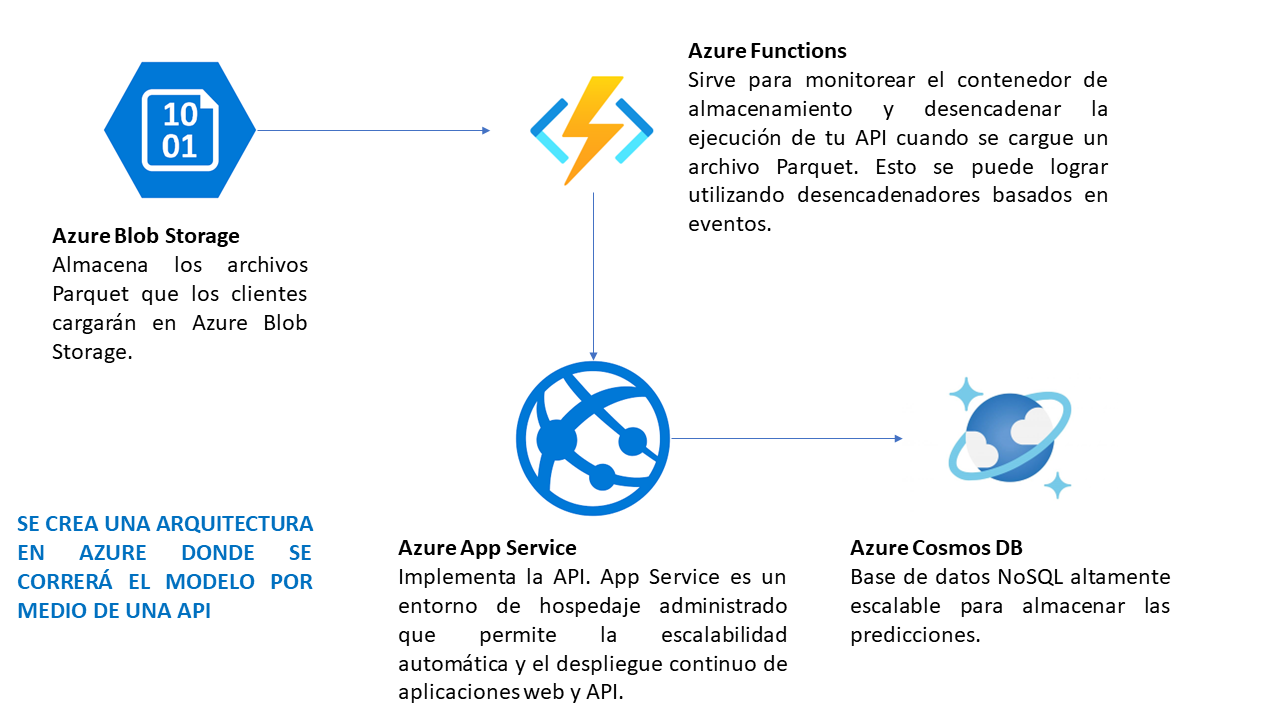 10
01
Azure Functions
Sirve para monitorear el contenedor de
almacenamiento y desencadenar la
ejecución de tu API cuando se cargue un
archivo Parquet. Esto se puede lograr
utilizando desencadenadores basados en
eventos.
Azure Blob Storage
Almacena los archivos
Parquet que los clientes
cargarán en Azure Blob
Storage.
SE CREA UNA ARQUITECTURA
EN AZURE DONDE SE
CORRERÁ EL MODELO POR
MEDIO DE UNA API
Azure App Service
Implementa la API. App Service es un
entorno de hospedaje administrado
que permite la escalabilidad
automática y el despliegue continuo de
aplicaciones web y API.
Azure Cosmos DB
Base de datos NoSQL altamente
escalable para almacenar las
predicciones.